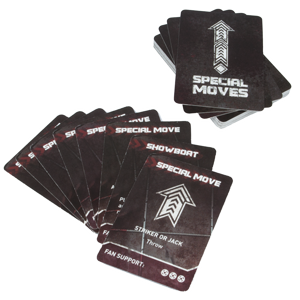 SPECIAL
MOVES
SPECIAL MOVE
SHOWBOAT
SPECIAL MOVE
STRIKER OR JACK
Throw
FAN SUPPORT: